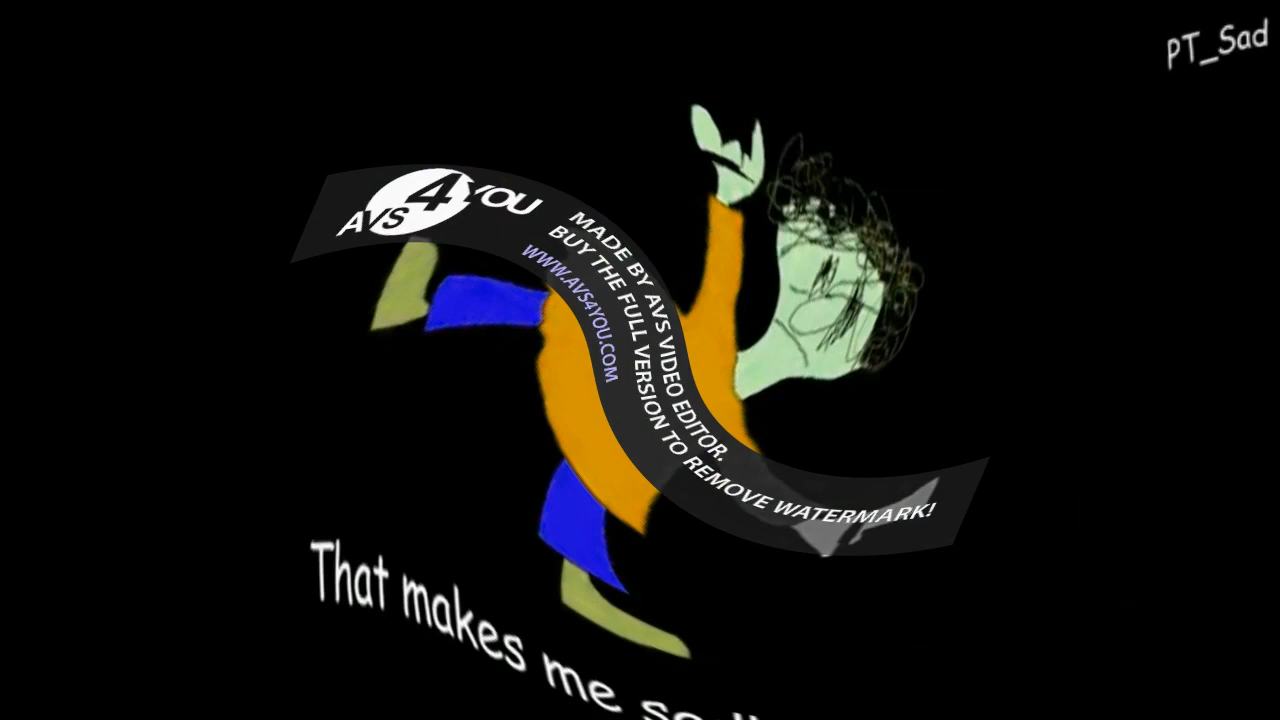 PT_Sad
AVS4YOU
MADE BY AVS VIDEO EDITOR.
BUY THE FULL VERSION TO REMOVE WATERMARK!
WWW.AVS4YOU.COM
That makes me so